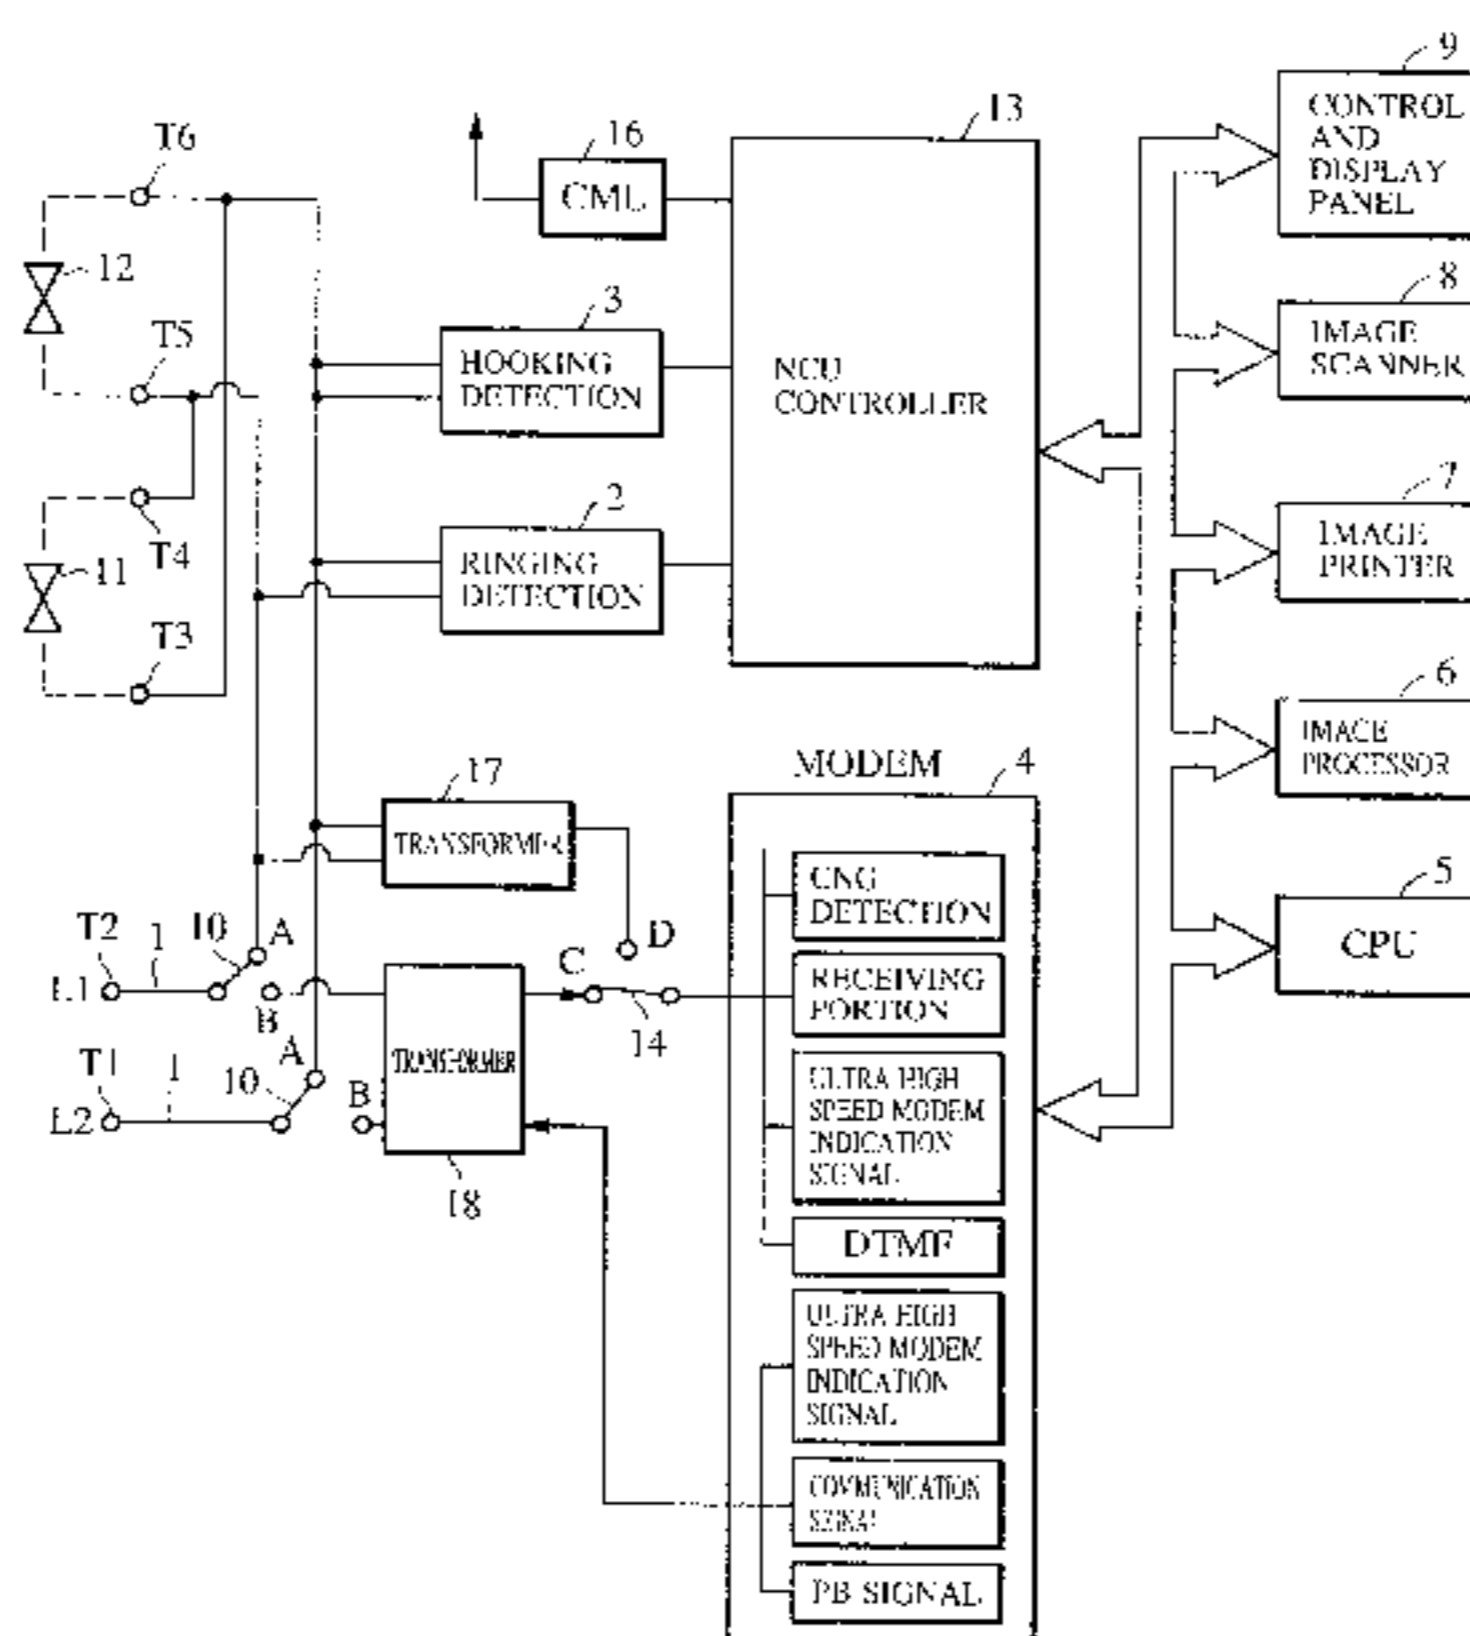 9
CONTROL
AND
DISPLAY
PANEL
13
T6
16
CML
12
8
IMAGE
SCANNER
3
HOOKING
DETECTION
NCU
CONTROLLER
T5
7
IMAGE
PRINTER
2
RINGING
DETECTION
T4
11
T3
6
IMAGE
PROCESSOR
MODEM
4
17
TRANSFORMER
CNG
DETECTION
5
CPU
T2
1
10
A
L1
B
C
D
14
RECEIVING
PORTION
T1
1
10
A
B
L2
TRANSFORMER
18
ULTRA HIGH
SPEED MODEM
INDICATION
SIGNAL
DTMF
ULTRA HIGH
SPEED MODEM
INDICATION
SIGNAL
COMMUNICATION
SIGNAL
PB SIGNAL